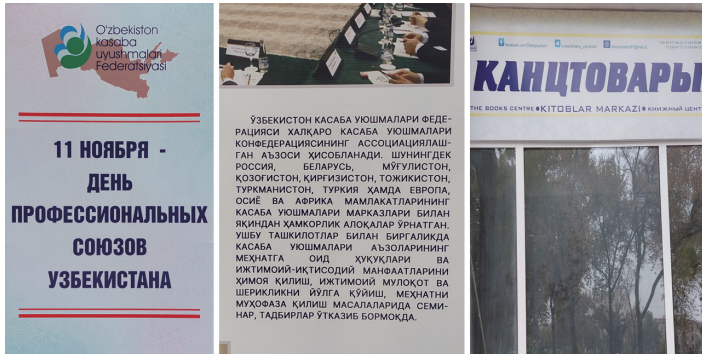 O'zbekiston
kasaba
uyushmalari
Federatsiyasi
11 НОЯБРЯ -
ДЕНЬ
ПРОФЕССИОНАЛЬНЫХ
СОЮЗОВ
УЗБЕКИСТАНА
ЎЗБЕКИСТОН КАСАБА УЮШМАЛАРИ ФЕДЕ-
РАЦИЯСИ ХАЛҚАРО КАСАБА УЮШМАЛАРИ
КОНФЕДЕРАЦИЯСИНИНГ АССОЦИАЦИЯЛАШ-
ГАН АЪЗОСИ ҲИСОБЛАНАДИ. ШУНИНГДЕК
РОССИЯ, БЕЛАРУСЬ, МЎҒУЛИСТОН,
ҚОЗОҒИСТОН, ҚИРҒИЗИСТОН, ТОЖИКИСТОН,
ТУРКМАНИСТОН, ТУРКИЯ ҲАМДА ЕВРОПА,
ОСИЁ ВА АФРИКА МАМЛАКАТЛАРИНИНГ
КАСАБА УЮШМАЛАРИ МАРКАЗЛАРИ БИЛАН
ЯҚИНДАН ҲАМКОРЛИК АЛОҚАЛАР ЎРНАТГАН.
УШБУ ТАШКИЛОТЛАР БИЛАН БИРГАЛИКДА
КАСАБА УЮШМАЛАРИ АЪЗОЛАРИНИНГ
МЕҲНАТГА ОИД ҲУҚУҚЛАРИ ВА
ИЖТИМОИЙ-ИҚТИСОДИЙ МАНФААТЛАРИНИ
ҲИМОЯ ҚИЛИШ, ИЖТИМОИЙ МУЛОҚОТ ВА
ШЕРИКЛИКНИ ЙЎЛГА ҚЎЙИШ, МЕҲНАТНИ
МУҲОФАЗА ҚИЛИШ МАСАЛАЛАРИДА СЕМИ-
НАР, ТАДБИРЛАР ЎТКАЗИБ БОРМОҚДА.
КАНЦТОВАРЫ
THE BOOKS CENTRE • KITOBLAR MARKAZI • КНИЖНЫЙ ЦЕНТ